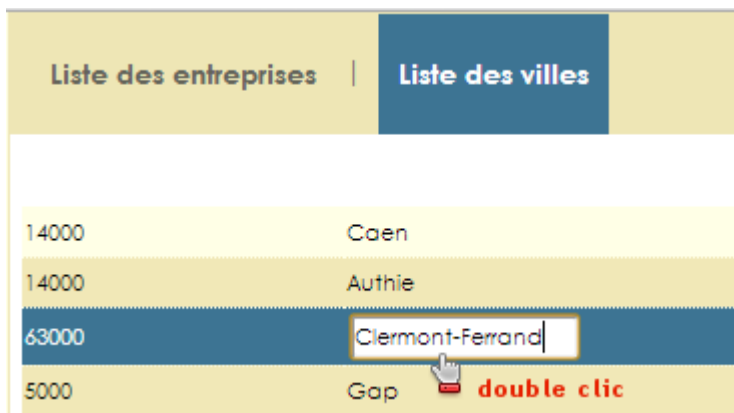 Liste des entreprises | Liste des villes
14000 Caen
14000 Authie
63000 Clermont-Ferrand
5000 Gap double clic